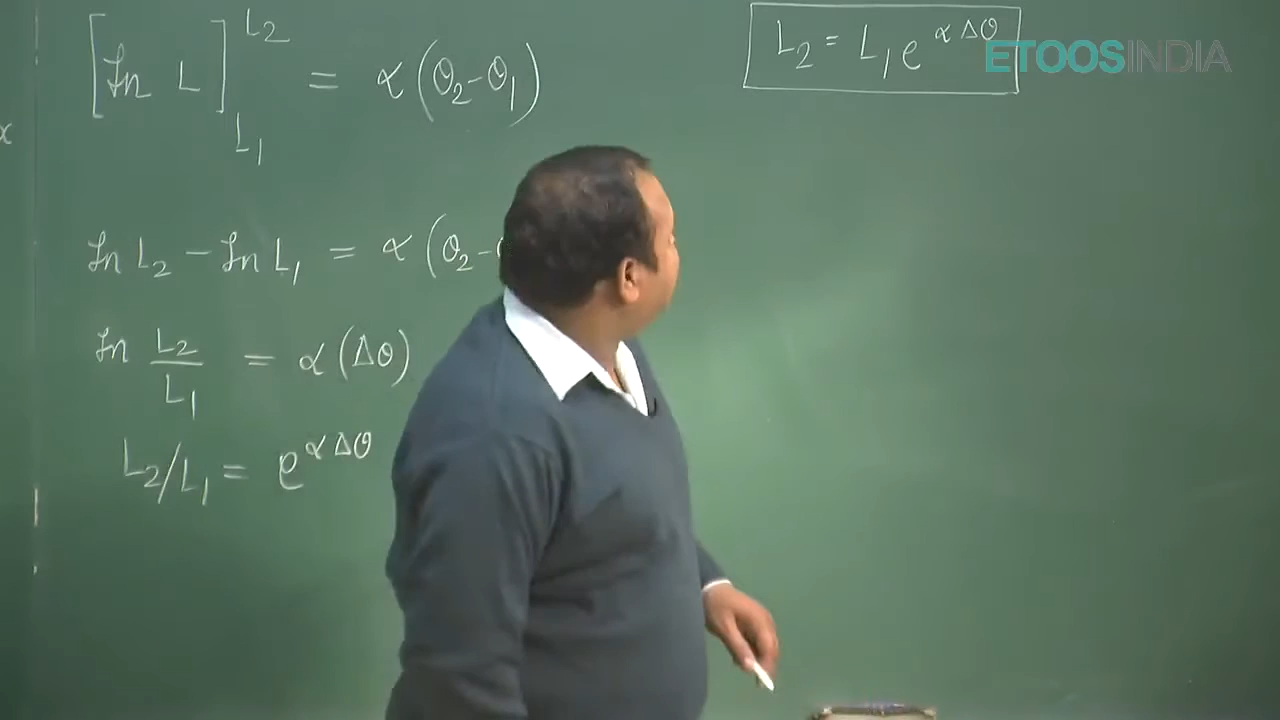 [ln L]_{L₁}^{L₂} = α(θ₂-θ₁)
ln L₂ - ln L₁ = α(θ₂-
ln L₂/L₁ = α(Δθ)
L₂/L₁ = e^{αΔθ}
L₂ = L₁e^{αΔθ}
ETOOSINDIA